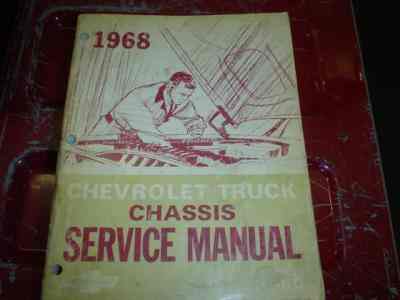 1968
CHEVROLET TRUCK
CHASSIS
SERVICE MANUAL